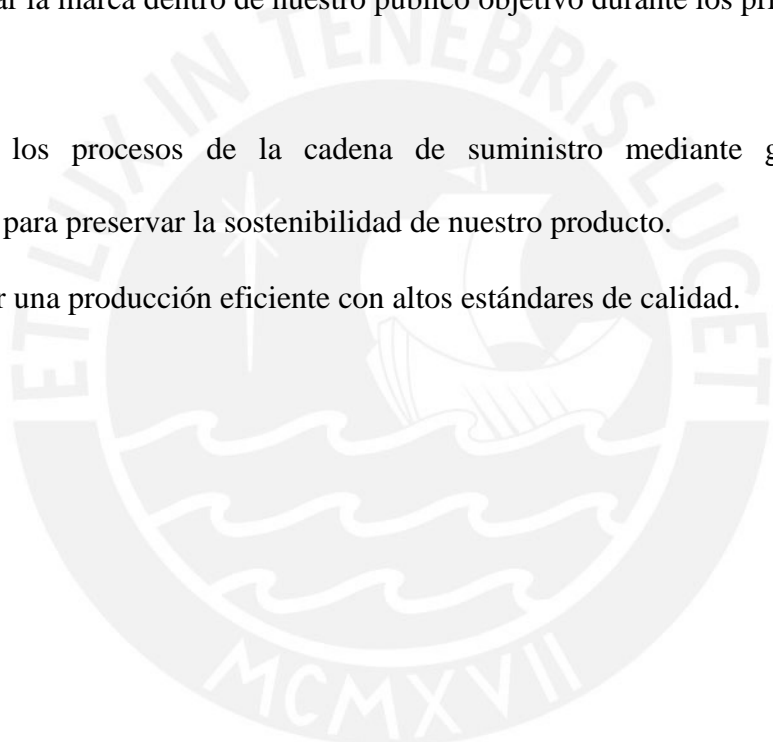 ar la marca dentro de nuestro público objetivo durante los pri
los procesos de la cadena de suministro mediante g
para preservar la sostenibilidad de nuestro producto.
r una producción eficiente con altos estándares de calidad.
ET LUX IN TENEBRIS LUCET
MCMXVII